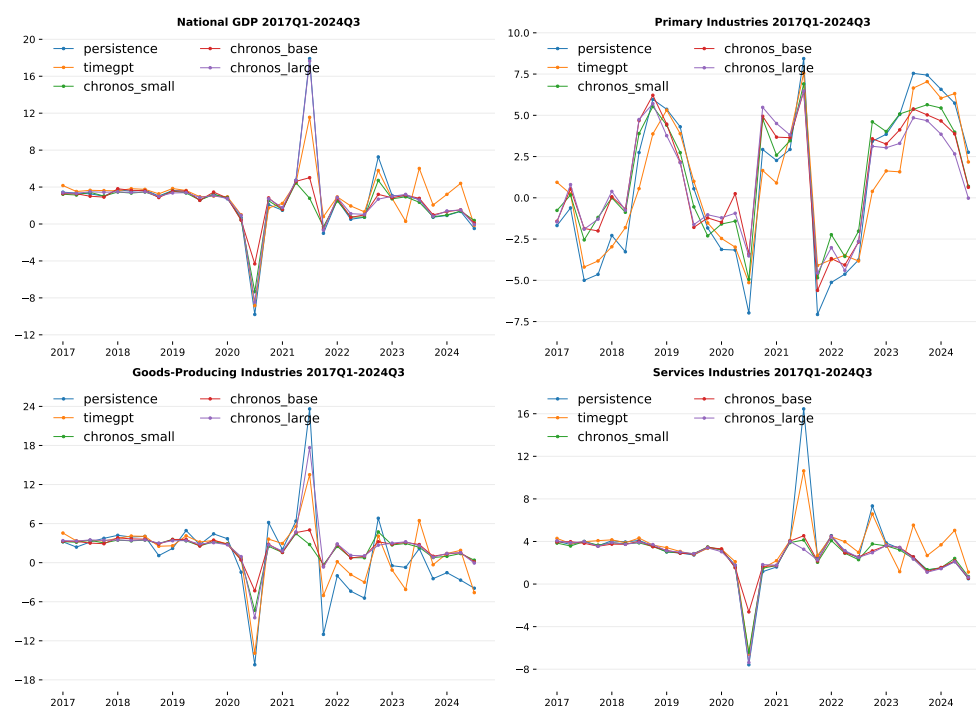 National GDP 2017Q1-2024Q3
persistence
timegpt
chronos_small
chronos_base
chronos_large
20
16
12
8
4
0
−4
−8
−12
2017 2018 2019 2020 2021 2022 2023 2024
Primary Industries 2017Q1-2024Q3
persistence
timegpt
chronos_small
chronos_base
chronos_large
10.0
7.5
5.0
2.5
0.0
−2.5
−5.0
−7.5
2017 2018 2019 2020 2021 2022 2023 2024
Goods-Producing Industries 2017Q1-2024Q3
persistence
timegpt
chronos_small
chronos_base
chronos_large
24
18
12
6
0
−6
−12
−18
2017 2018 2019 2020 2021 2022 2023 2024
Services Industries 2017Q1-2024Q3
persistence
timegpt
chronos_small
chronos_base
chronos_large
16
12
8
4
0
−4
−8
2017 2018 2019 2020 2021 2022 2023 2024